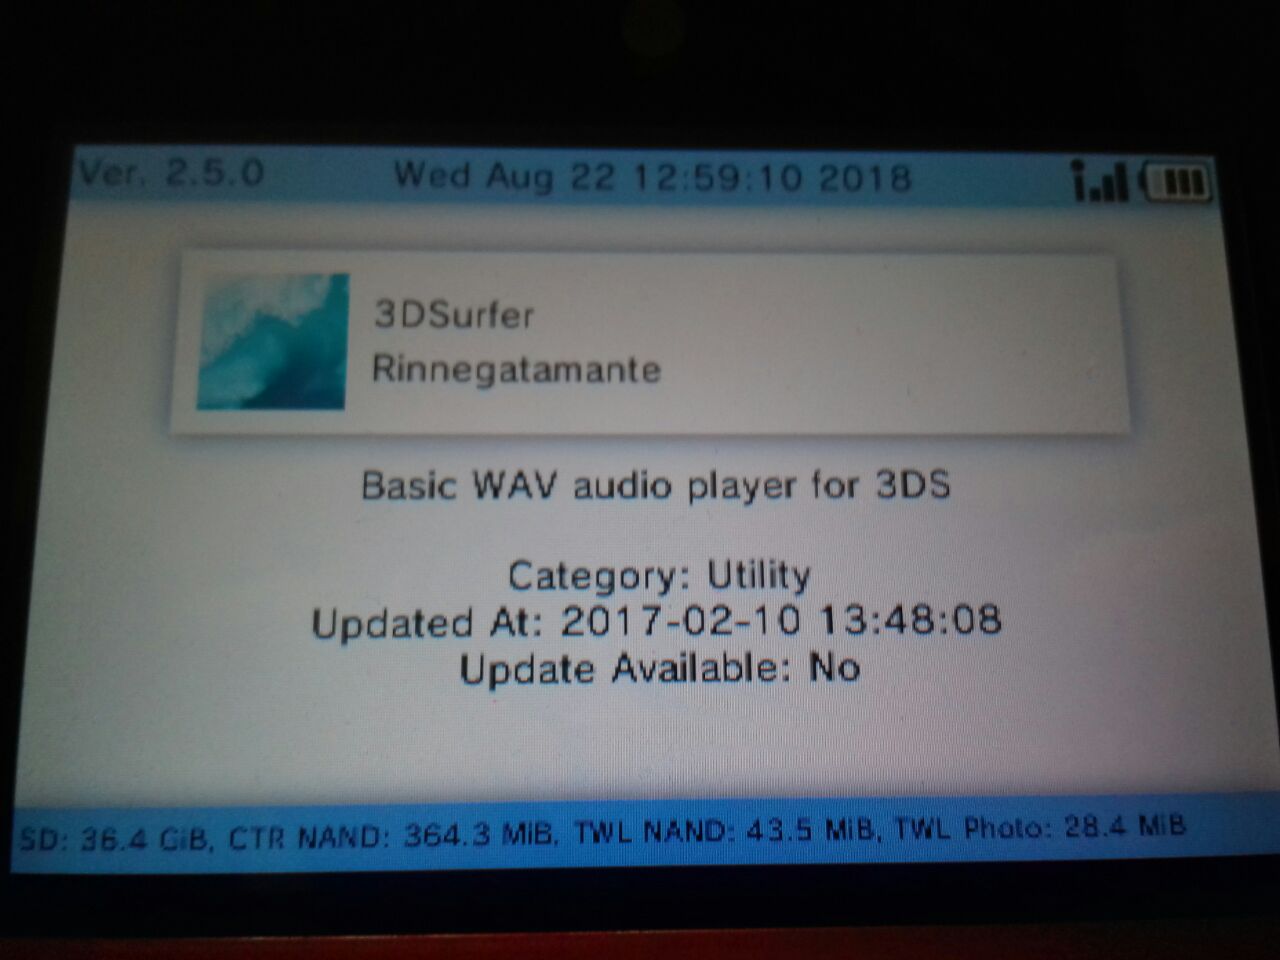 Ver. 2.5.0 Wed Aug 22 12:59:10 2018
3DSurfer
Rinnegatamante
Basic WAV audio player for 3DS
Category: Utility
Updated At: 2017-02-10 13:48:08
Update Available: No
SD: 36.4 GiB, CTR NAND: 364.3 MiB, TWL NAND: 43.5 MiB, TWL Photo: 28.4 MiB